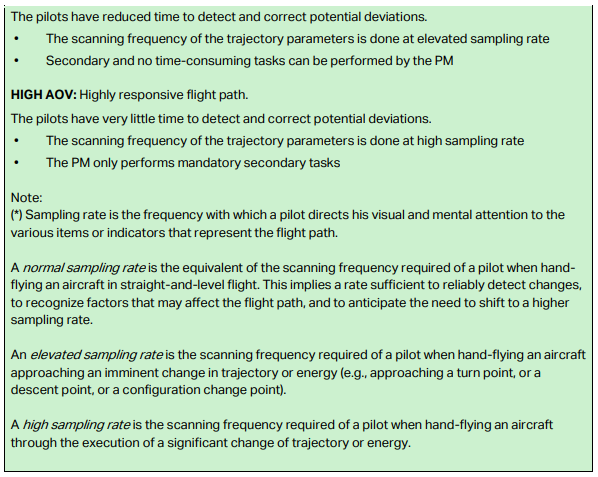 The pilots have reduced time to detect and correct potential deviations.
• The scanning frequency of the trajectory parameters is done at elevated sampling rate
• Secondary and no time-consuming tasks can be performed by the PM
HIGH AOV: Highly responsive flight path.
The pilots have very little time to detect and correct potential deviations.
• The scanning frequency of the trajectory parameters is done at high sampling rate
• The PM only performs mandatory secondary tasks
Note:
(*) Sampling rate is the frequency with which a pilot directs his visual and mental attention to the
various items or indicators that represent the flight path.
A normal sampling rate is the equivalent of the scanning frequency required of a pilot when hand-
flying an aircraft in straight-and-level flight. This implies a rate sufficient to reliably detect changes,
to recognize factors that may affect the flight path, and to anticipate the need to shift to a higher
sampling rate.
An elevated sampling rate is the scanning frequency required of a pilot when hand-flying an aircraft
approaching an imminent change in trajectory or energy (e.g., approaching a turn point, or a
descent point, or a configuration change point).
A high sampling rate is the scanning frequency required of a pilot when hand-flying an aircraft
through the execution of a significant change of trajectory or energy.